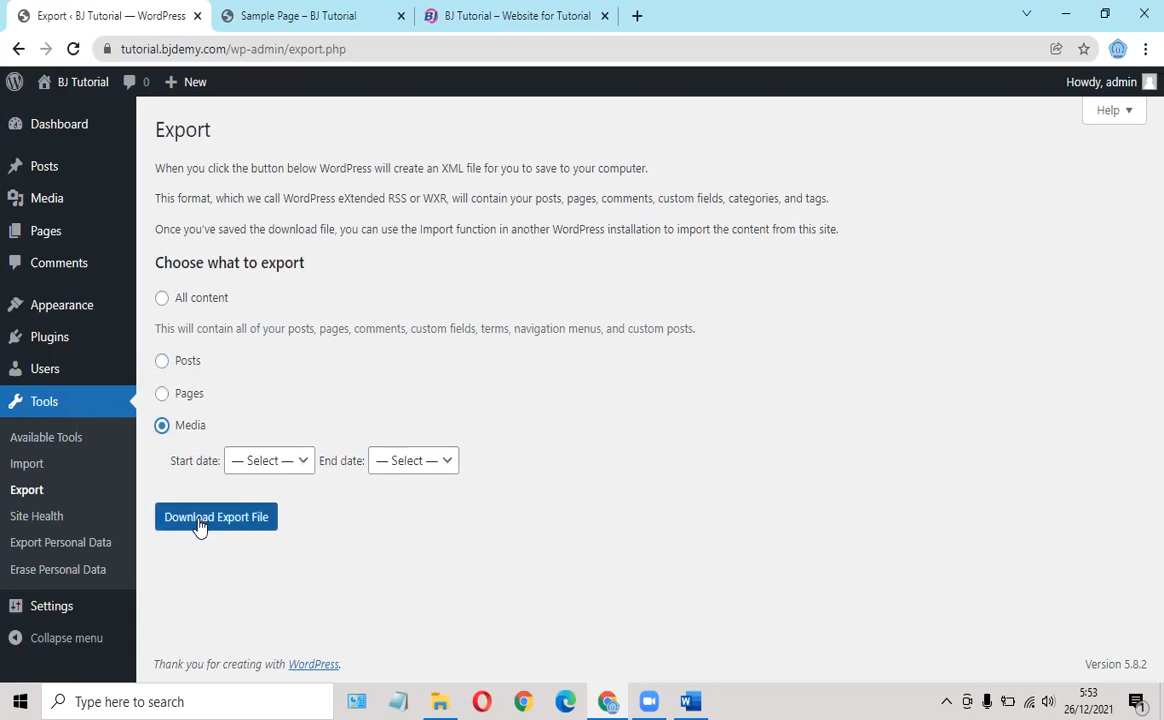 Export ‹ BJ Tutorial — WordPress
Sample Page – BJ Tutorial
BJ Tutorial – Website for Tutorial
tutorial.bjdemy.com/wp-admin/export.php
BJ Tutorial
0
New
Howdy, admin
Help
Dashboard
Posts
Media
Pages
Comments
Appearance
Plugins
Users
Tools
Available Tools
Import
Export
Site Health
Export Personal Data
Erase Personal Data
Settings
Collapse menu
Export
When you click the button below WordPress will create an XML file for you to save to your computer.
This format, which we call WordPress eXtended RSS or WXR, will contain your posts, pages, comments, custom fields, categories, and tags.
Once you've saved the download file, you can use the Import function in another WordPress installation to import the content from this site.
Choose what to export
All content
This will contain all of your posts, pages, comments, custom fields, terms, navigation menus, and custom posts.
Posts
Pages
Media
Start date: — Select — End date: — Select —
Download Export File
Thank you for creating with WordPress.
Version 5.8.2
Type here to search
5:53
26/12/2021
1